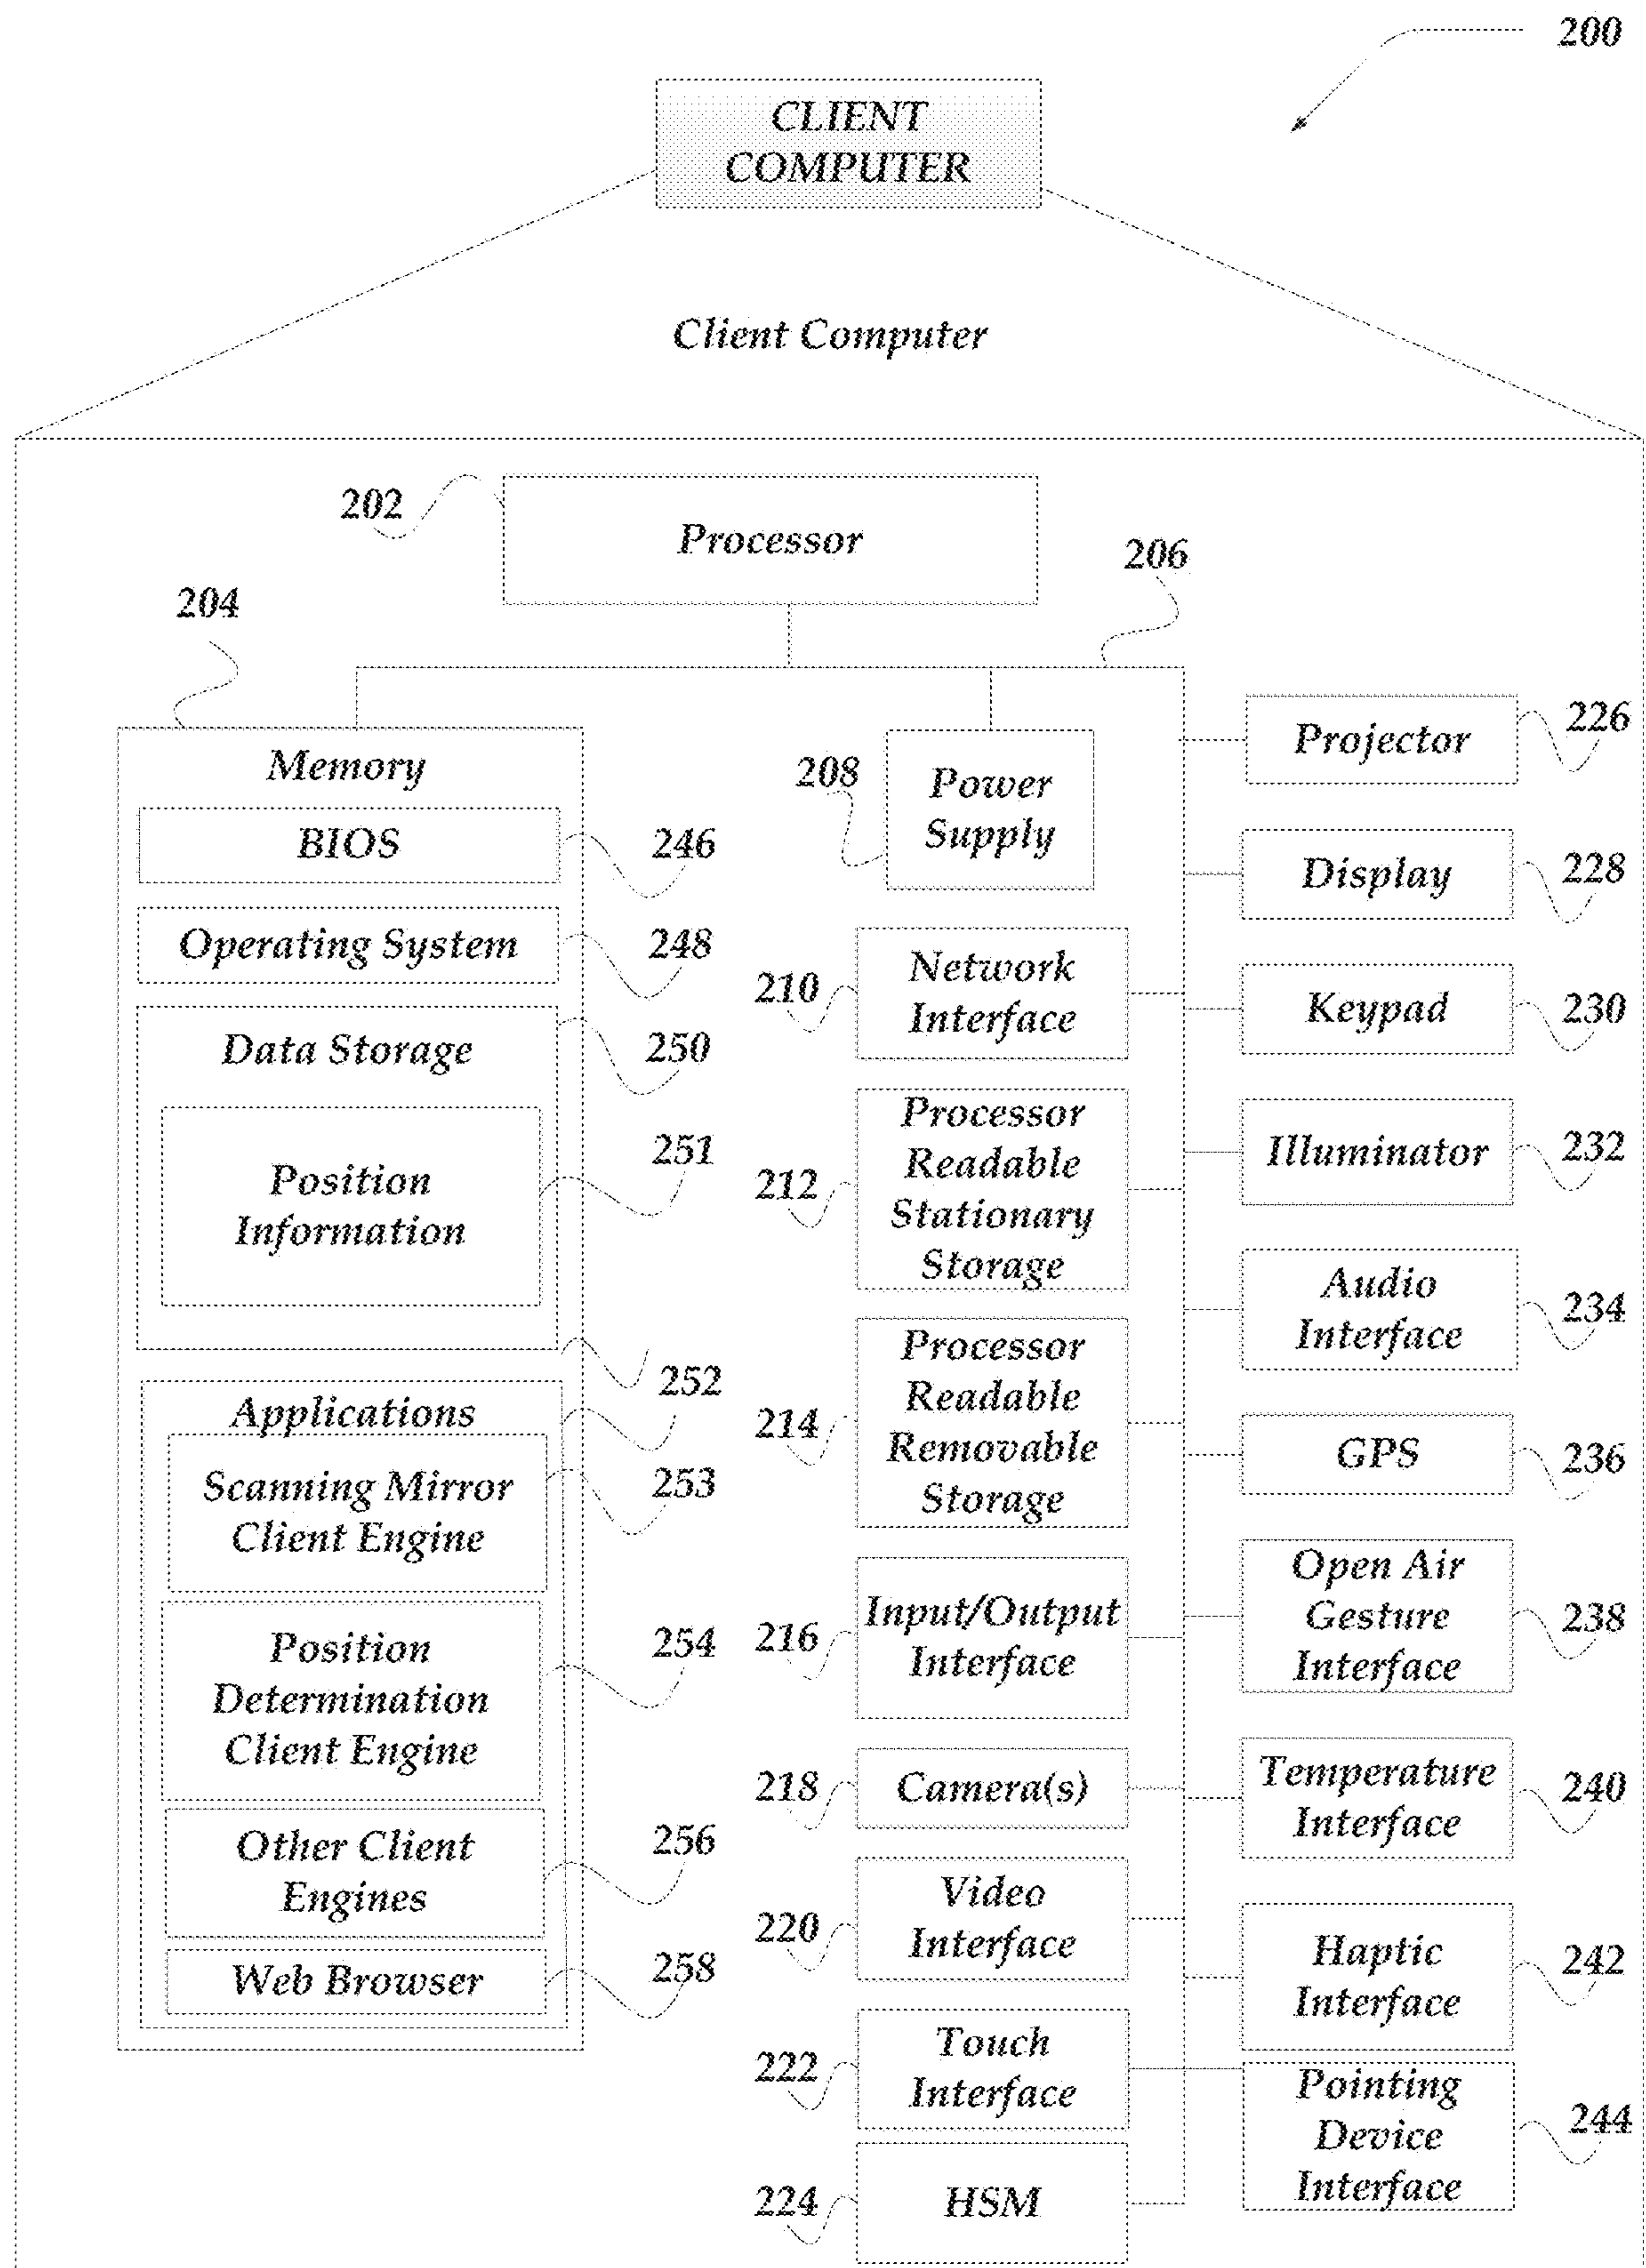 200
CLIENT
COMPUTER
Client Computer
202
Processor
206
204
Memory
BIOS
246
Operating System
248
Data Storage
250
Position
Information
251
252
Applications
Scanning Mirror
Client Engine
253
Position
Determination
Client Engine
254
Other Client
Engines
256
Web Browser
258
208
Power
Supply
210
Network
Interface
212
Processor
Readable
Stationary
Storage
214
Processor
Readable
Removable
Storage
216
Input/Output
Interface
218
Camera(s)
220
Video
Interface
222
Touch
Interface
224
HSM
Projector
226
Display
228
Keypad
230
Illuminator
232
Audio
Interface
234
GPS
236
Open Air
Gesture
Interface
238
Temperature
Interface
240
Haptic
Interface
242
Pointing
Device
Interface
244